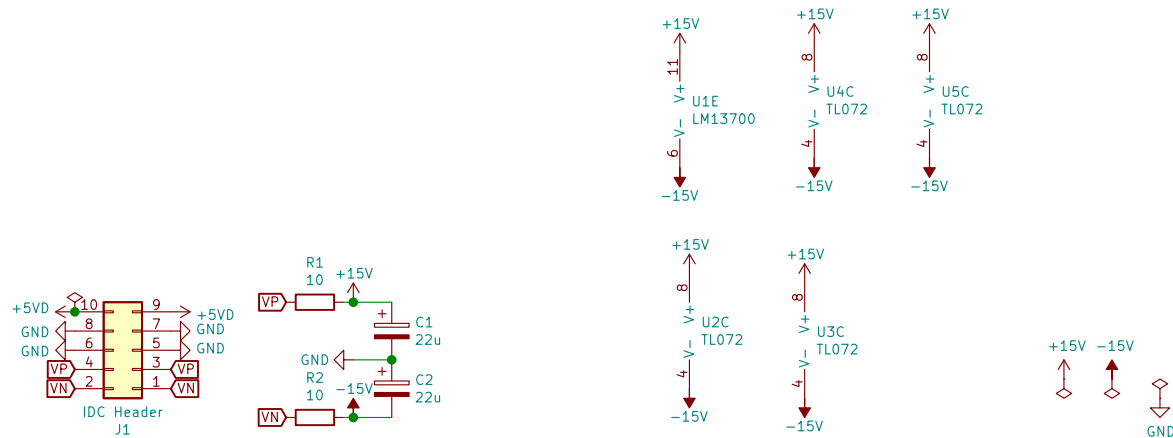 +15V
11
V+
U1E
LM13700
V-
6
-15V
+15V
8
V+
U4C
TL072
V-
4
-15V
+15V
8
V+
U5C
TL072
V-
4
-15V
+5VD
10
9
+5VD
GND
8
7
GND
GND
6
5
GND
VP
4
3
VP
VN
2
1
VN
IDC Header
J1
R1
10
+15V
VP
+
C1
22u
GND
+
R2
10
-15V
C2
22u
VN
+15V
8
V+
U2C
TL072
V-
4
-15V
+15V
8
V+
U3C
TL072
V-
4
-15V
+15V
-15V
GND